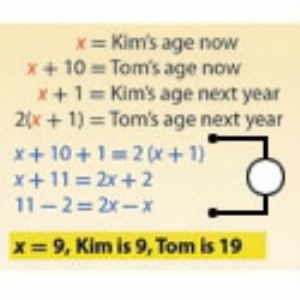 x = Kim's age now
x + 10 = Tom's age now
x + 1 = Kim's age next year
2(x + 1) = Tom's age next year
x + 10 + 1 = 2 (x + 1)
x + 11 = 2x + 2
11 − 2 = 2x − x
x = 9, Kim is 9, Tom is 19